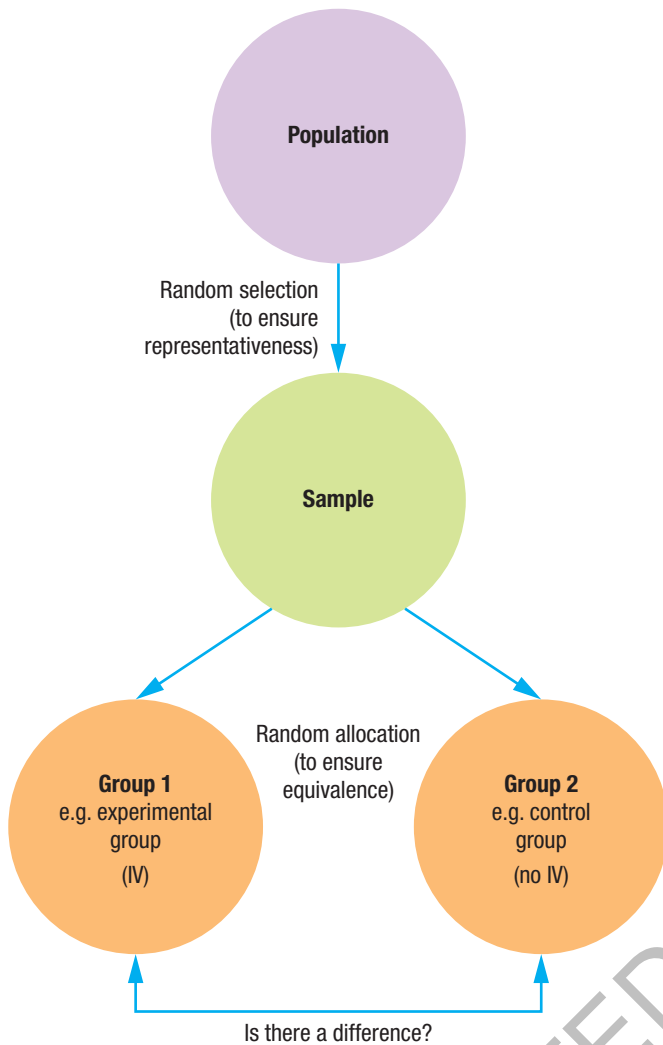 Population
Random selection
(to ensure
representativeness)
Sample
Random allocation
(to ensure
equivalence)
Group 1
e.g. experimental
group
(IV)
Group 2
e.g. control
group
(no IV)
Is there a difference?